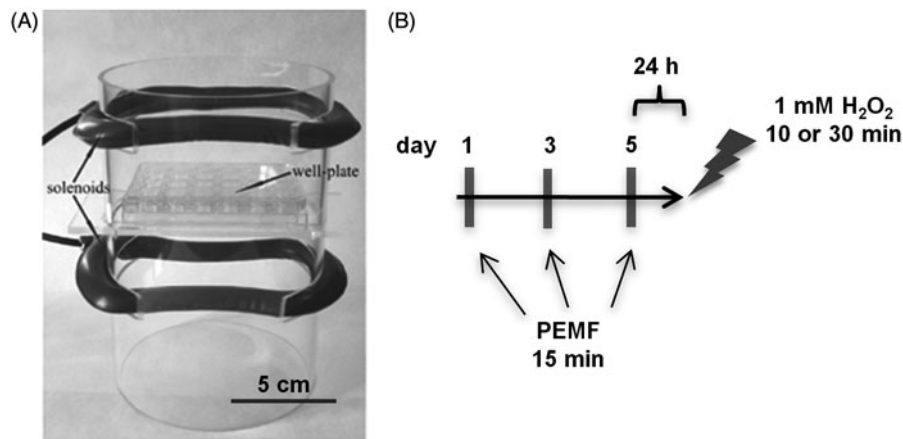 (A)
solenoids
well-plate
5 cm
(B)
24 h
1 mM H₂O₂
10 or 30 min
day 1 3 5
PEMF
15 min